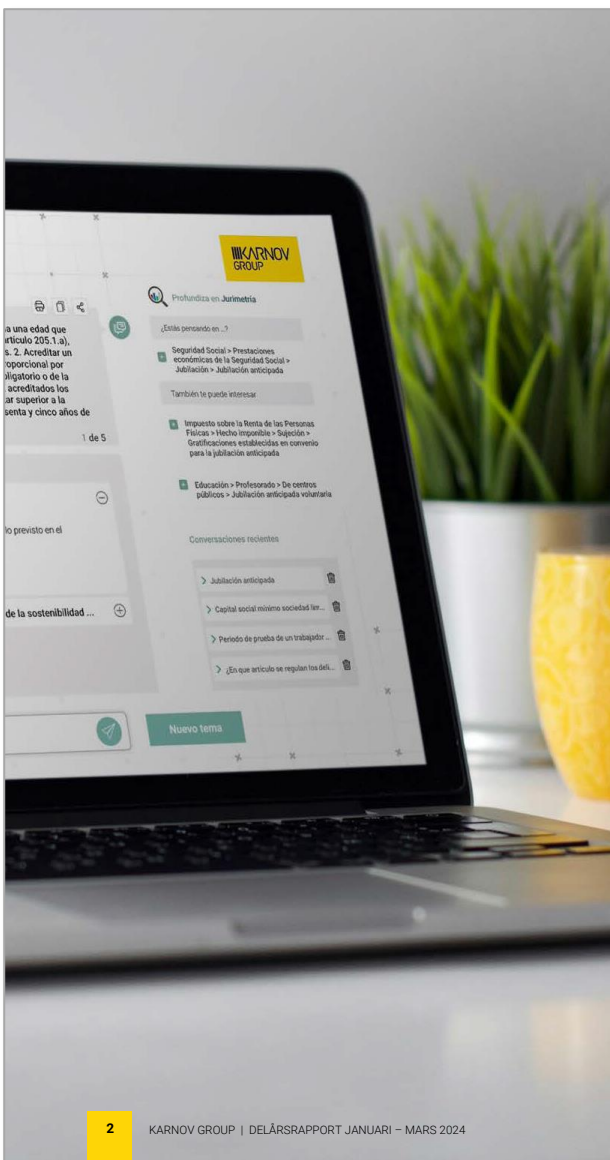 KARNOV
GROUP
Profundiza en Jurimetria
¿Estás pensando en ...?
Seguridad Social > Prestaciones
económicas de la Seguridad Social >
Jubilación > Jubilación anticipada
También te puede interesar
Impuesto sobre la Renta de las Personas
Físicas > Hecho imponible > Sujeción >
Gratificaciones establecidas en convenio
para la jubilación anticipada
Educación > Profesorado > De centros
públicos > Jubilación anticipada voluntaria
Conversaciones recientes
Jubilación anticipada
Capital social mínimo sociedad
Periodo de prueba de un trabajador ...
¿En que artículo se regulan los deli...
Nuevo tema
a una edad que
artículo 205.1.a),
s. 2. Acreditar un
roporcional por
bligatorio o de la
acreditados los
ar superior a la
senta y cinco años de
1 de 5
lo previsto en el
de la sostenibilidad ...
2 KARNOV GROUP | DELÅRSRAPPORT JANUARI – MARS 2024